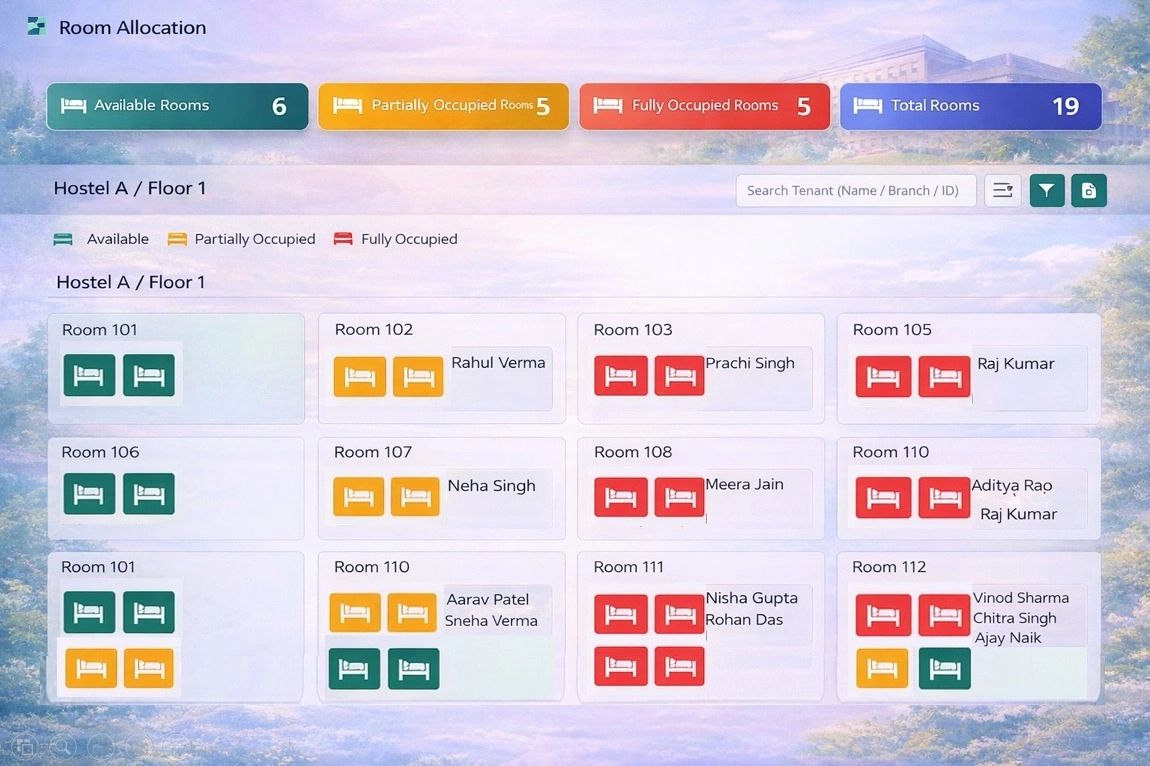 Room Allocation
Available Rooms 6
Partially Occupied Rooms 5
Fully Occupied Rooms 5
Total Rooms 19
Hostel A / Floor 1
Search Tenant (Name / Branch / ID)
Available
Partially Occupied
Fully Occupied
Hostel A / Floor 1
Room 101
Room 102
Rahul Verma
Room 103
Prachi Singh
Room 105
Raj Kumar
Room 106
Room 107
Neha Singh
Room 108
Meera Jain
Room 110
Aditya Rao
Raj Kumar
Room 101
Room 110
Aarav Patel
Sneha Verma
Room 111
Nisha Gupta
Rohan Das
Room 112
Vinod Sharma
Chitra Singh
Ajay Naik